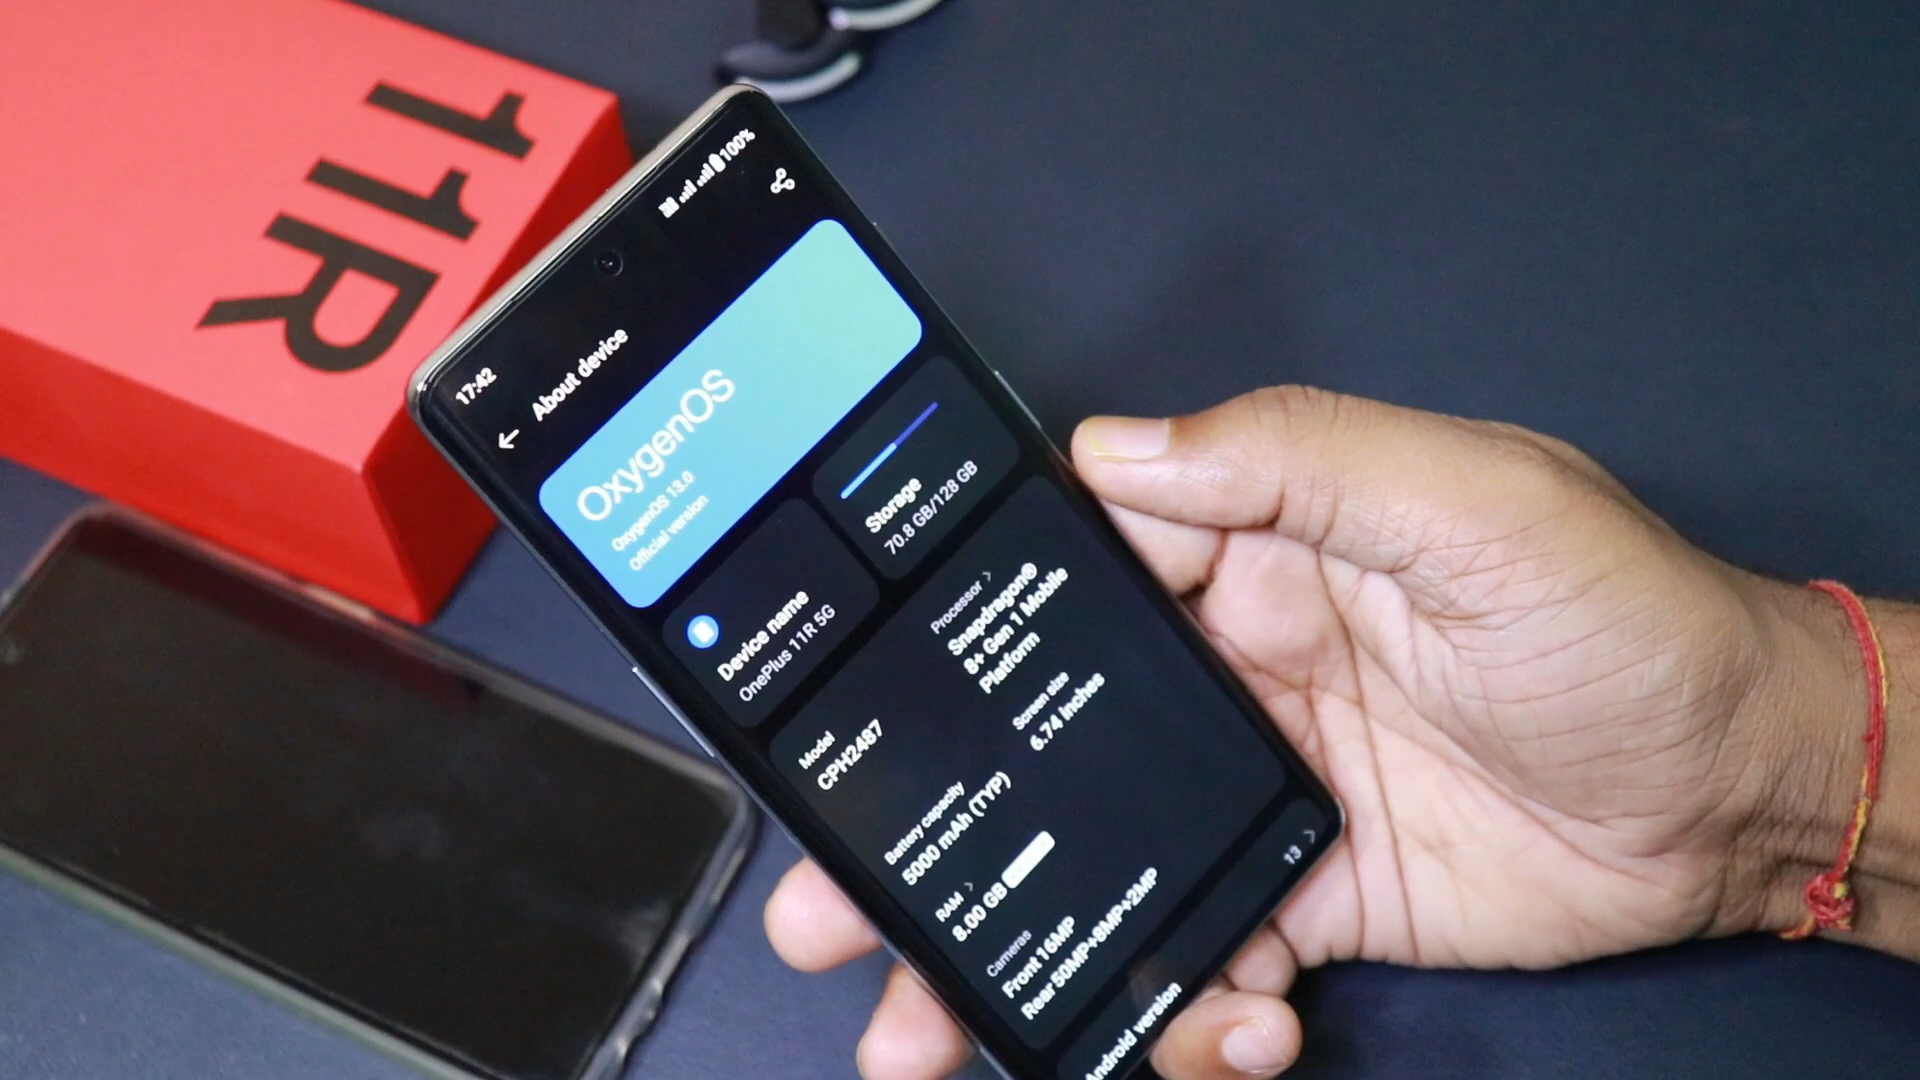 11R
17:42
100%
About device
OxygenOS
OxygenOS 13.0
Official version
Device name
OnePlus 11R 5G
Storage
70.8 GB/128 GB
Processor
Snapdragon®
8+ Gen 1 Mobile
Platform
Model
CPH2487
Screen size
6.74 inches
Battery capacity
5000 mAh (TYP)
RAM
8.00 GB
Cameras
Front 16MP
Rear 50MP+8MP+2MP
Android version
13